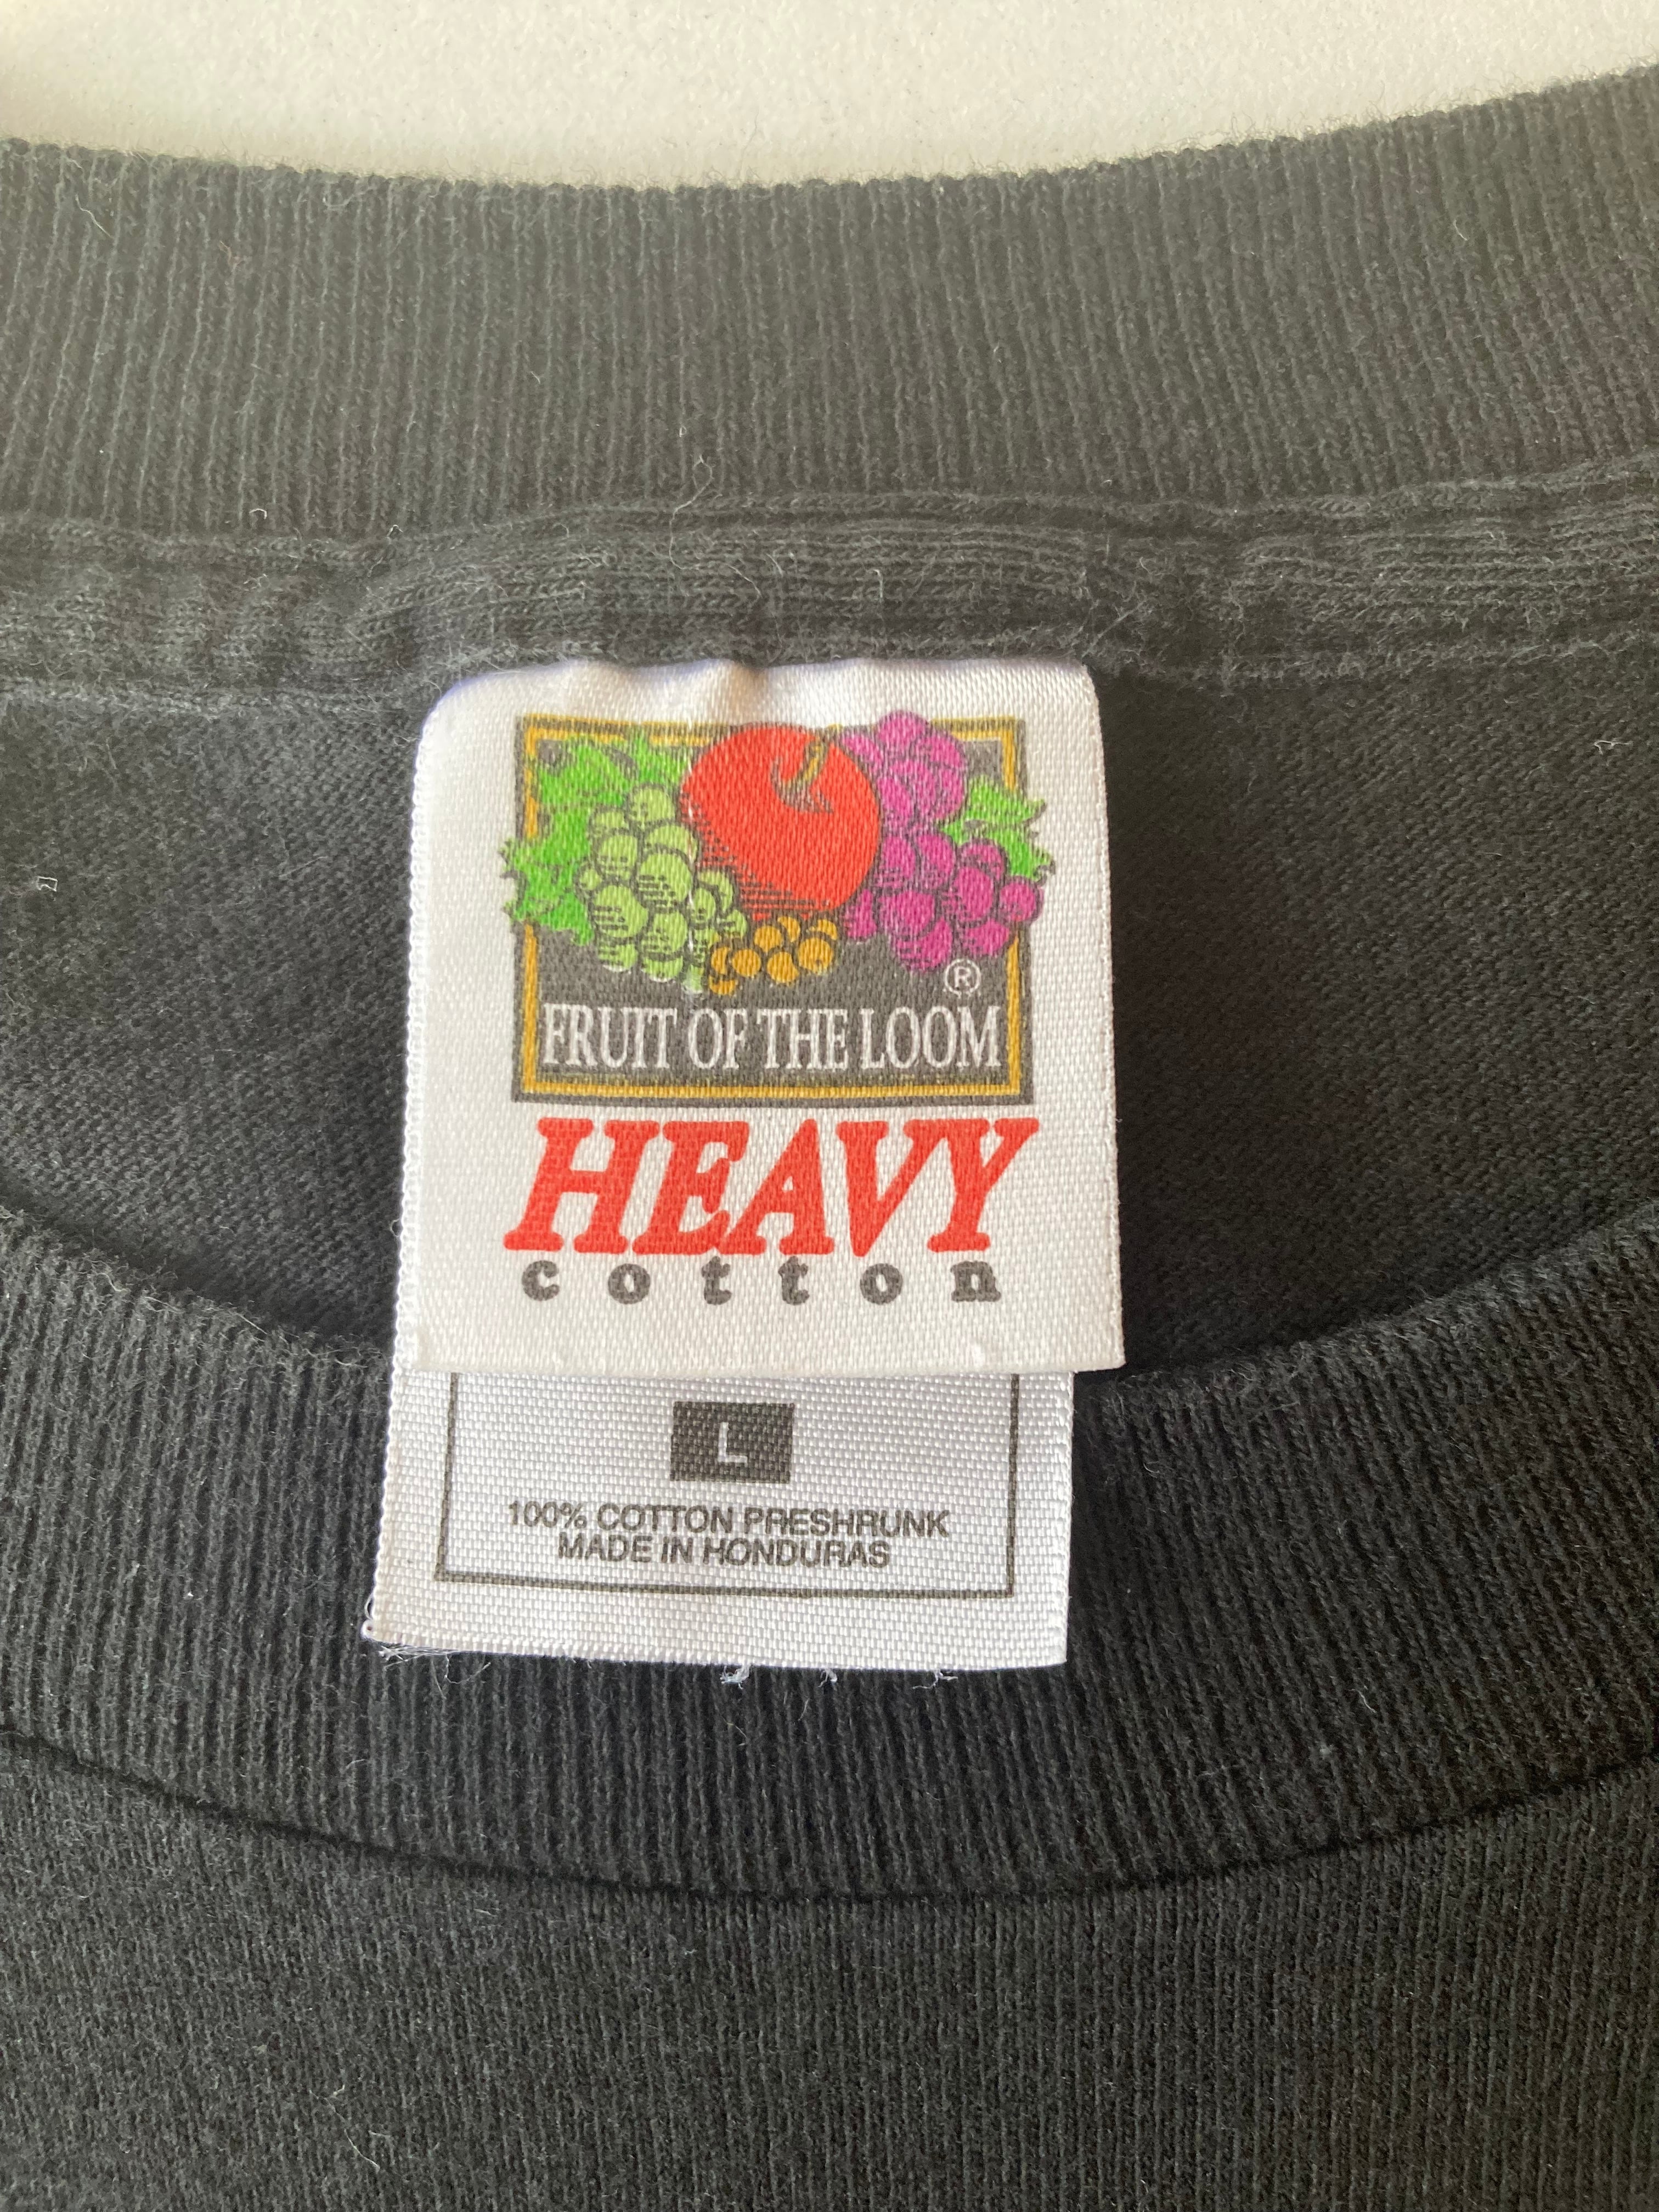 ®
FRUIT OF THE LOOM
HEAVY
cotton
L
100% COTTON PRESHRUNK
MADE IN HONDURAS